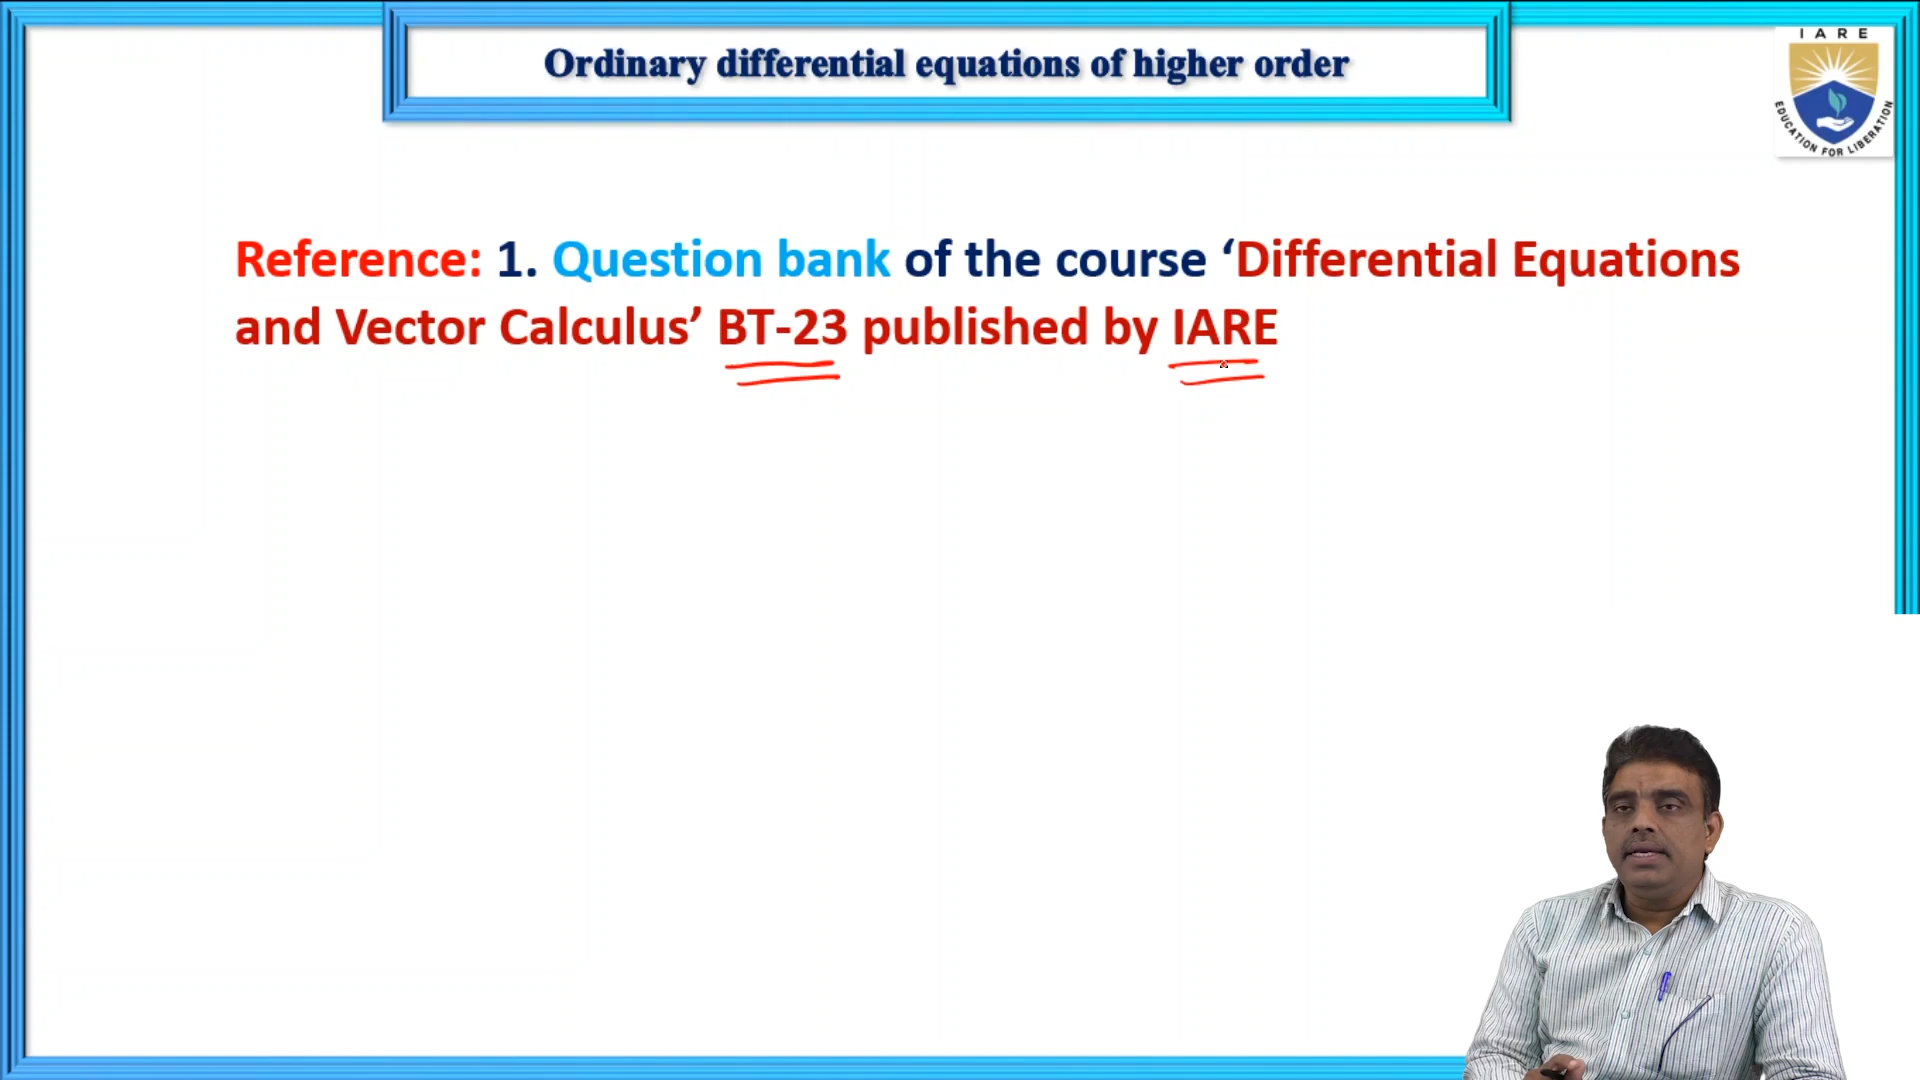 Ordinary differential equations of higher order
IARE
EDUCATION FOR LIBERATION
Reference: 1. Question bank of the course ‘Differential Equations
and Vector Calculus’ BT-23 published by IARE